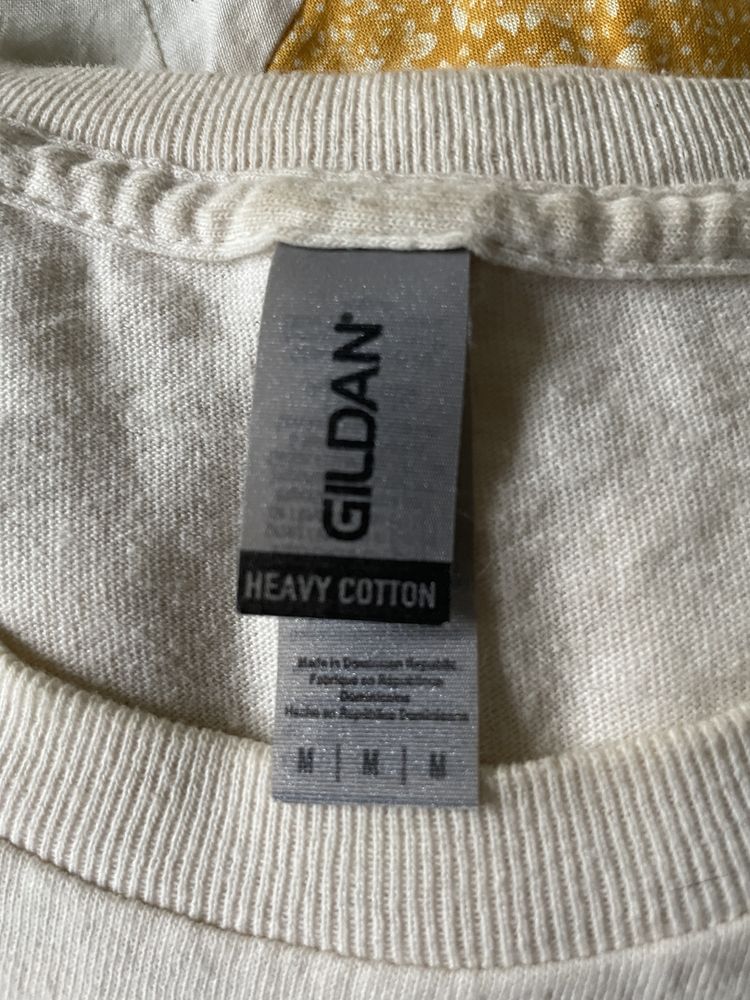 GILDAN®
HEAVY COTTON
Made in Dominican Republic
Fabriqué en République
Dominicaine
Hecho en República Dominicana
M | M | M